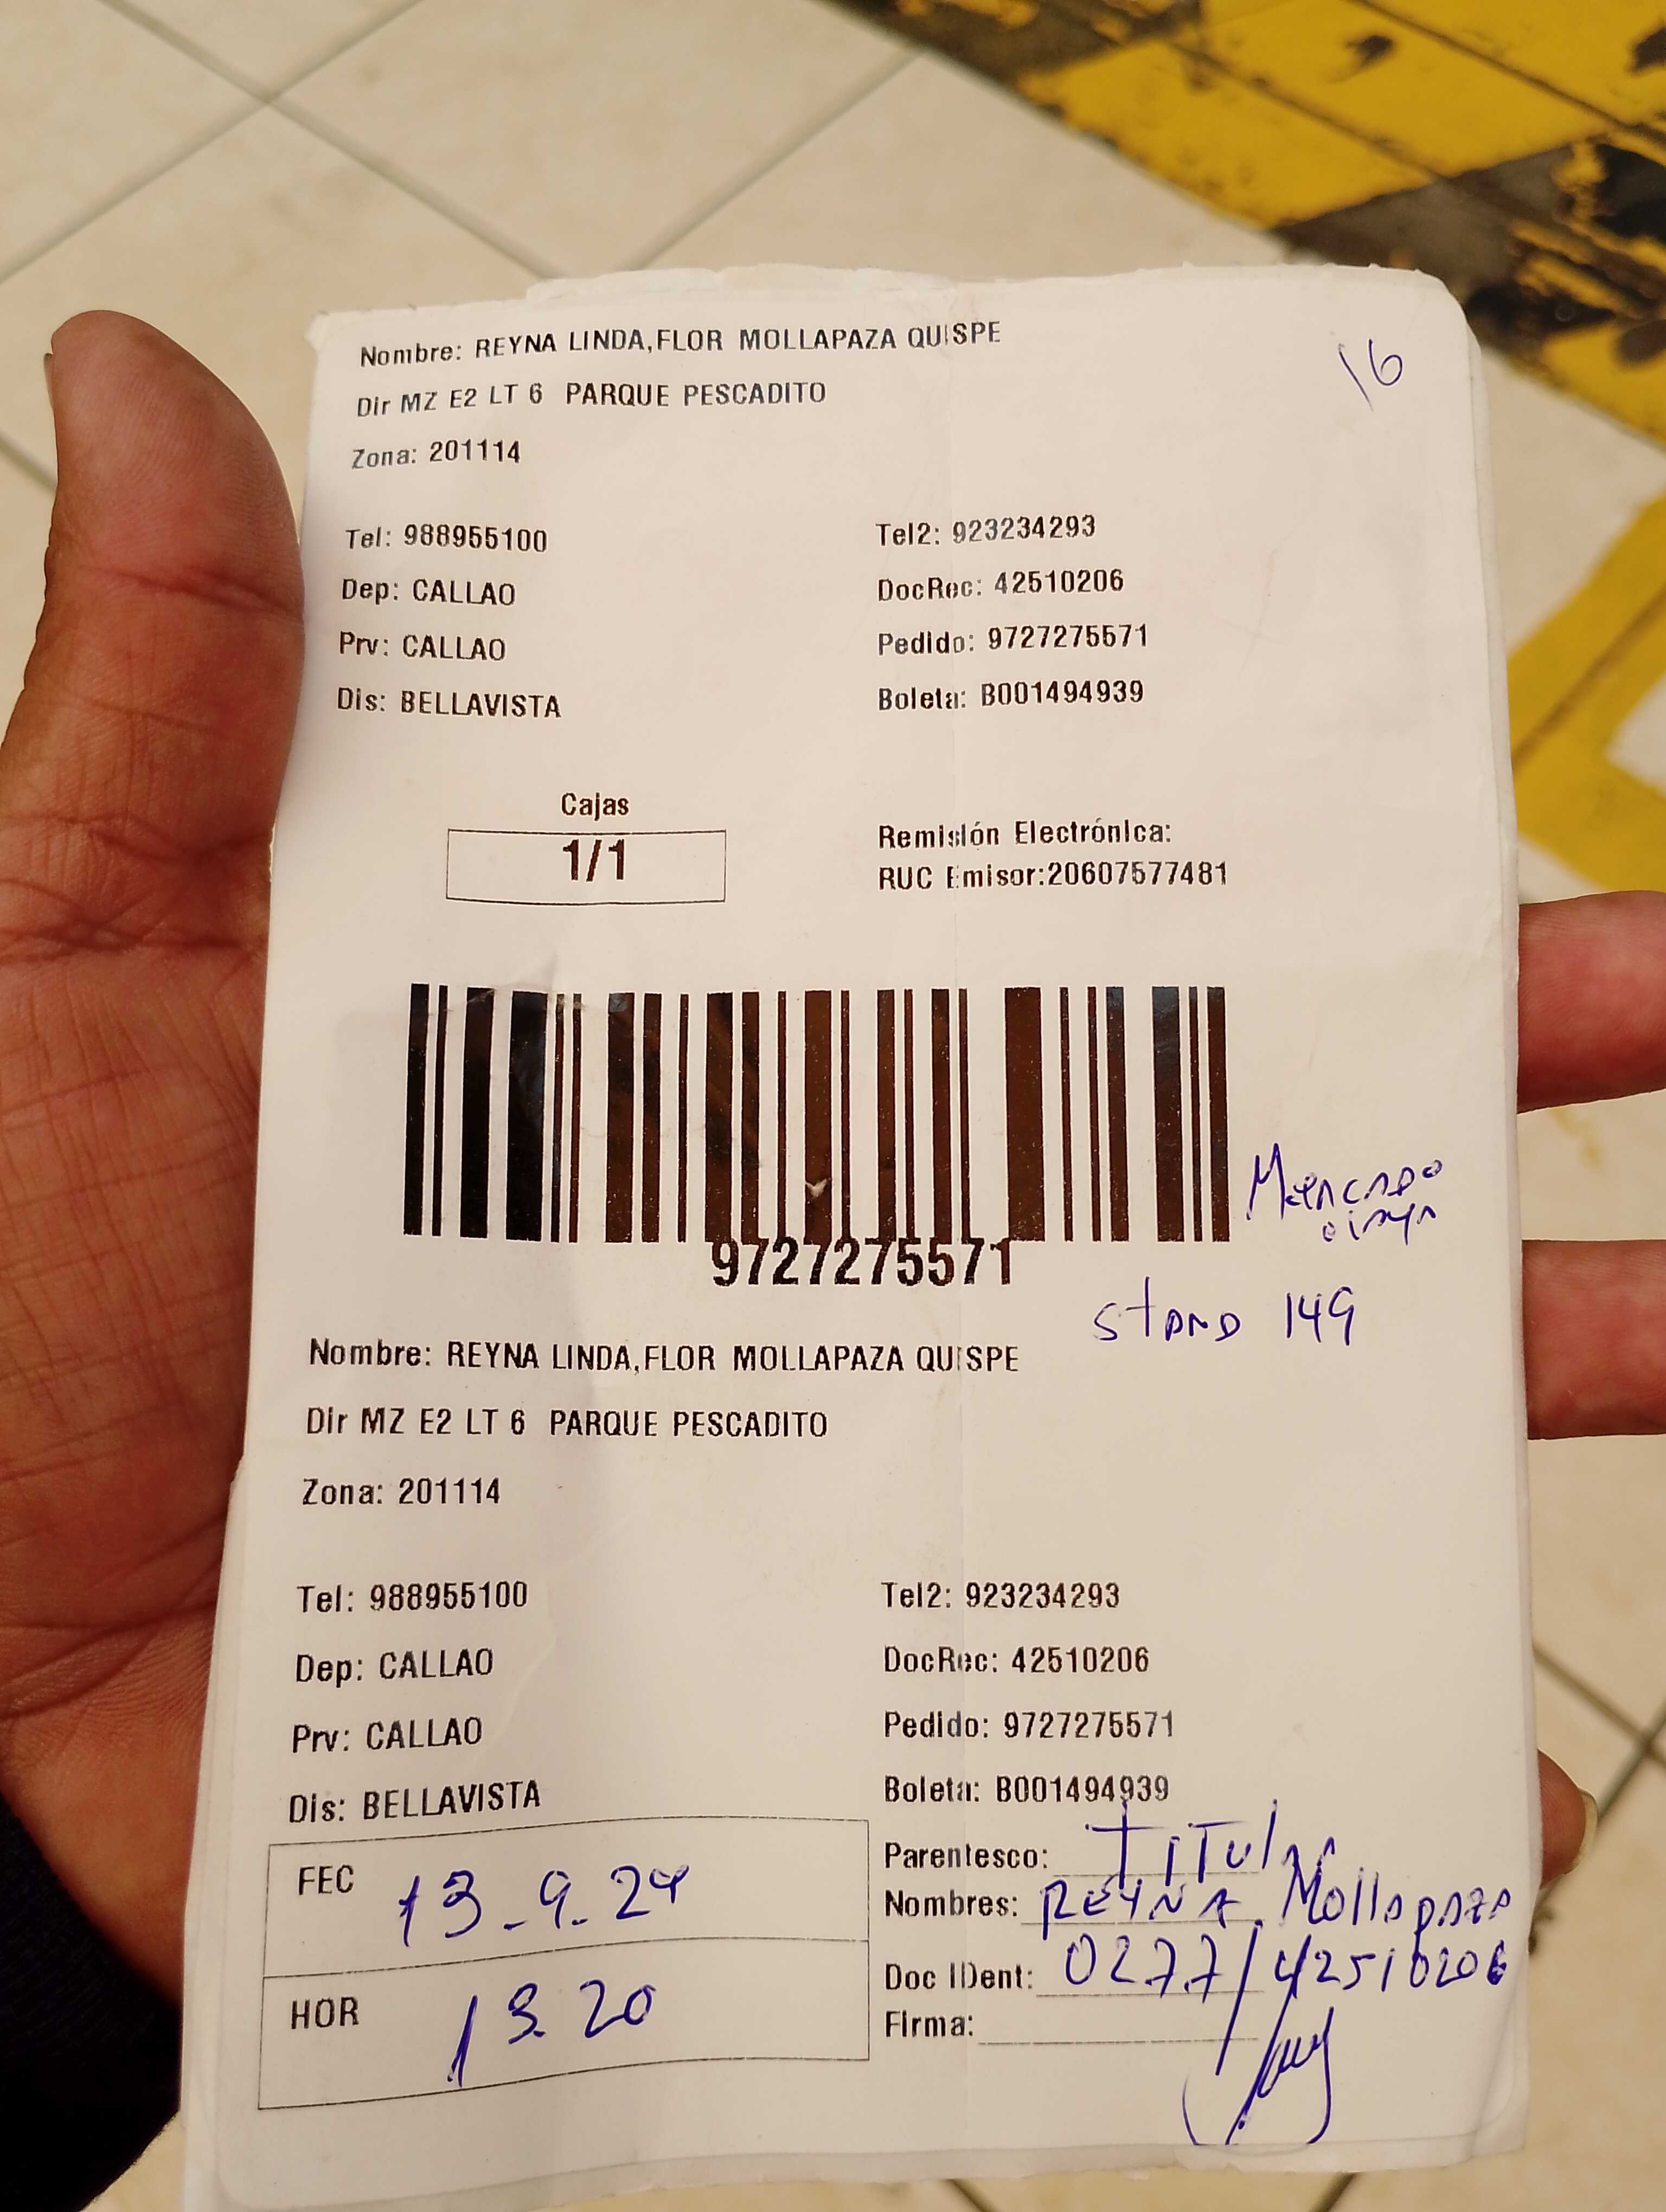 Nombre: REYNA LINDA,FLOR MOLLAPAZA QUISPE
16
Dir MZ E2 LT 6 PARQUE PESCADITO
Zona: 201114
Tel: 988955100 Tel2: 923234293
Dep: CALLAO DocRec: 42510206
Prv: CALLAO Pedido: 9727275571
Dis: BELLAVISTA Boleta: B001494939
Cajas
1/1
Remisión Electrónica:
RUC Emisor:20607577481
Mercado
9727275571
Stand 149
Nombre: REYNA LINDA,FLOR MOLLAPAZA QUISPE
Dir MZ E2 LT 6 PARQUE PESCADITO
Zona: 201114
Tel: 988955100 Tel2: 923234293
Dep: CALLAO DocRec: 42510206
Prv: CALLAO Pedido: 9727275571
Dis: BELLAVISTA Boleta: B001494939
FEC 13-9-24
HOR 13.20
Parentesco: Titular
Nombres: REYNA Mollapaza
Doc IDent: 0277/42510206
Firma: